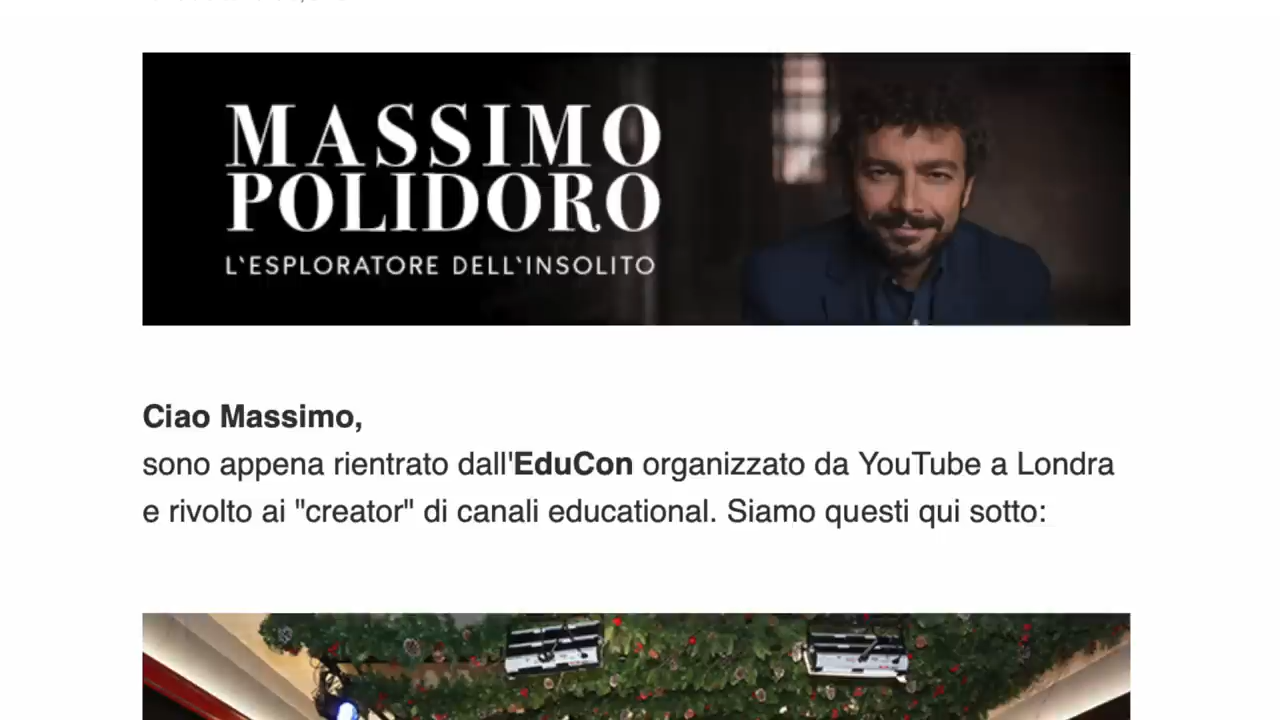 MASSIMO
POLIDORO
L'ESPLORATORE DELL'INSOLITO
Ciao Massimo,
sono appena rientrato dall'EduCon organizzato da YouTube a Londra
e rivolto ai "creator" di canali educational. Siamo questi qui sotto: